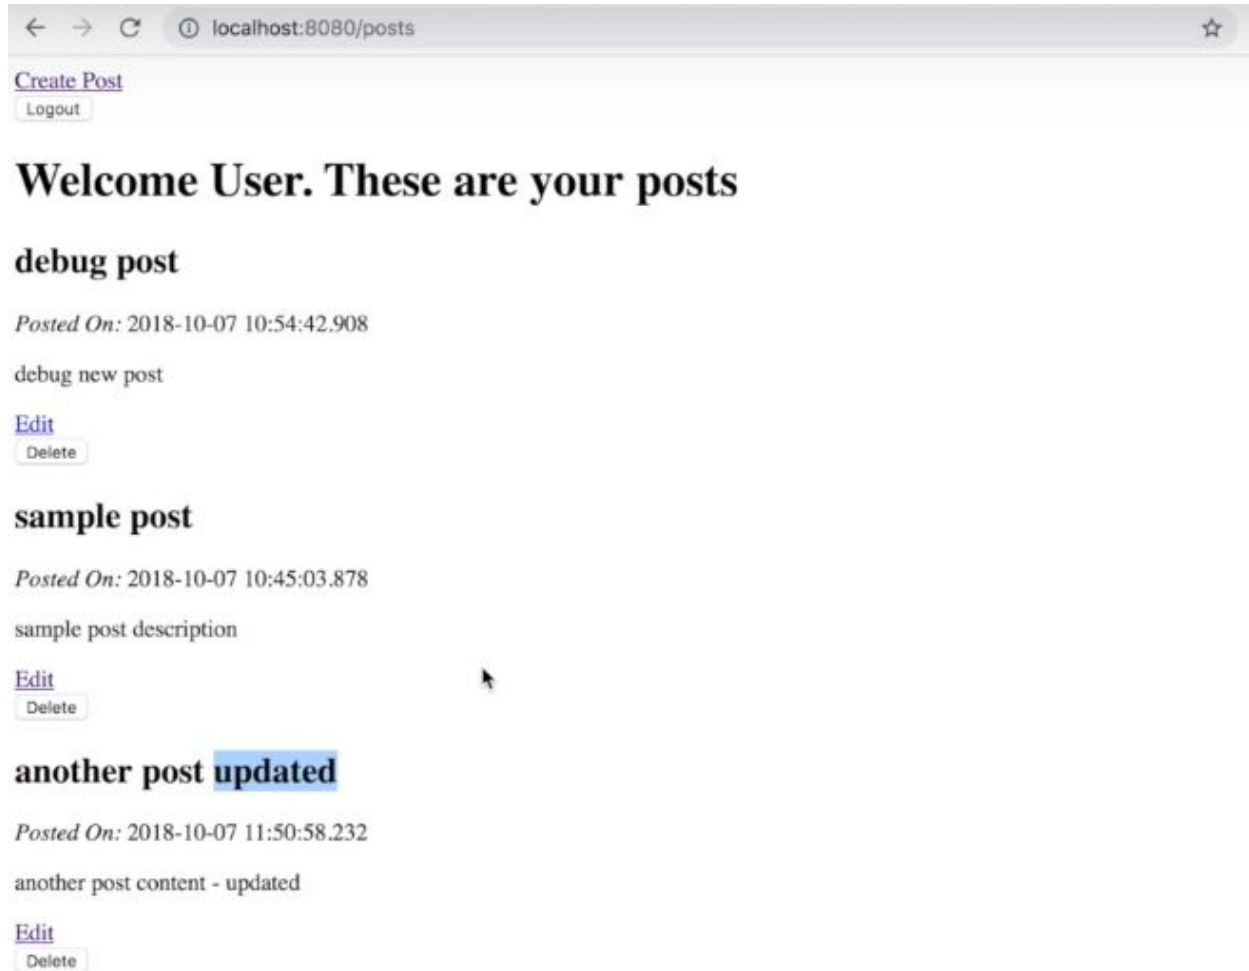 localhost:8080/posts
Create Post
Logout
Welcome User. These are your posts
debug post
Posted On: 2018-10-07 10:54:42.908
debug new post
Edit
Delete
sample post
Posted On: 2018-10-07 10:45:03.878
sample post description
Edit
Delete
another post updated
Posted On: 2018-10-07 11:50:58.232
another post content - updated
Edit
Delete